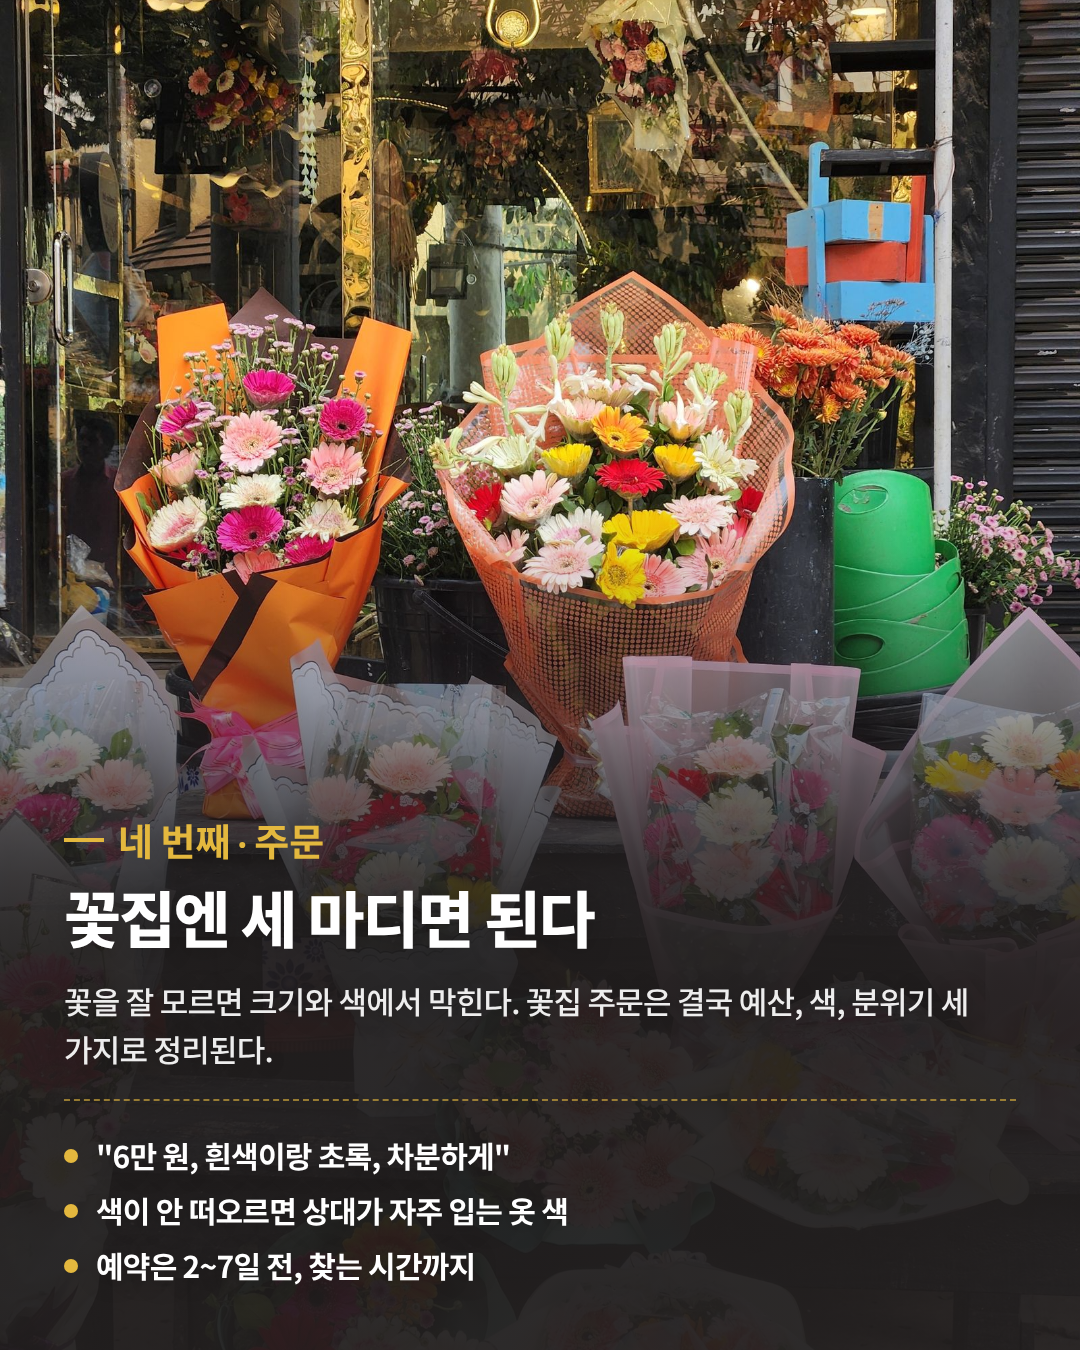 네 번째 · 주문
꽃집엔 세 마디면 된다
꽃을 잘 모르면 크기와 색에서 막힌다. 꽃집 주문은 결국 예산, 색, 분위기 세
가지로 정리된다.
"6만 원, 흰색이랑 초록, 차분하게"
색이 안 떠오르면 상대가 자주 입는 옷 색
예약은 2~7일 전, 찾는 시간까지